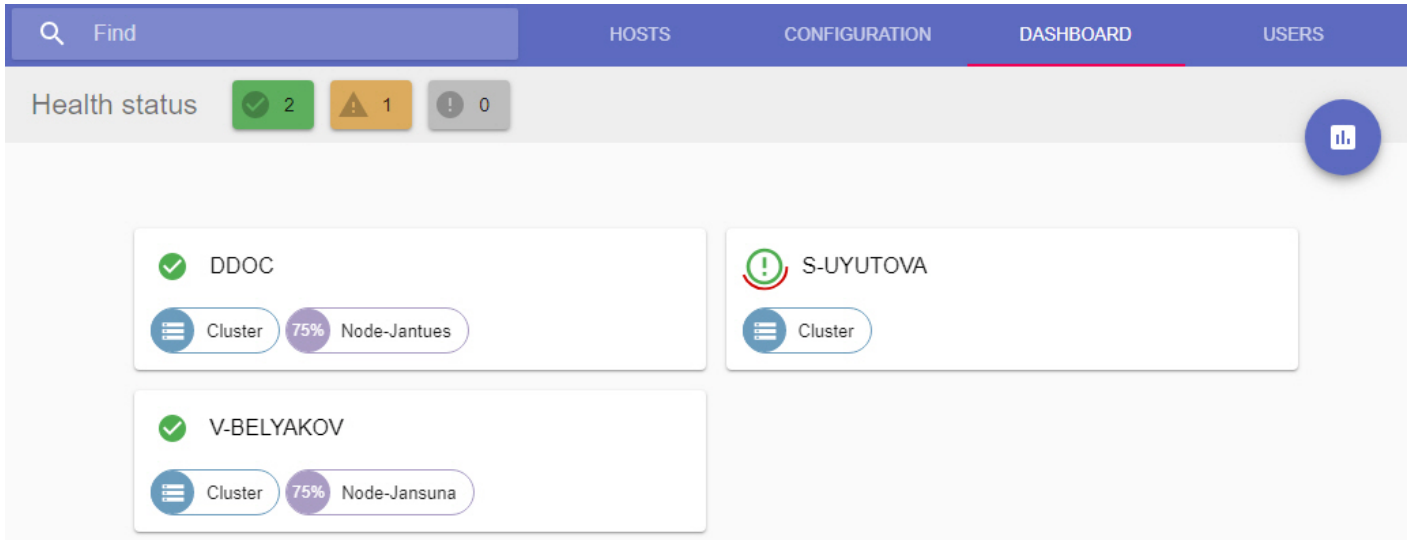 Find HOSTS CONFIGURATION DASHBOARD USERS
Health status 2 1 0
DDOC
Cluster 75% Node-Jantues
S-UYUTOVA
Cluster
V-BELYAKOV
Cluster 75% Node-Jansuna